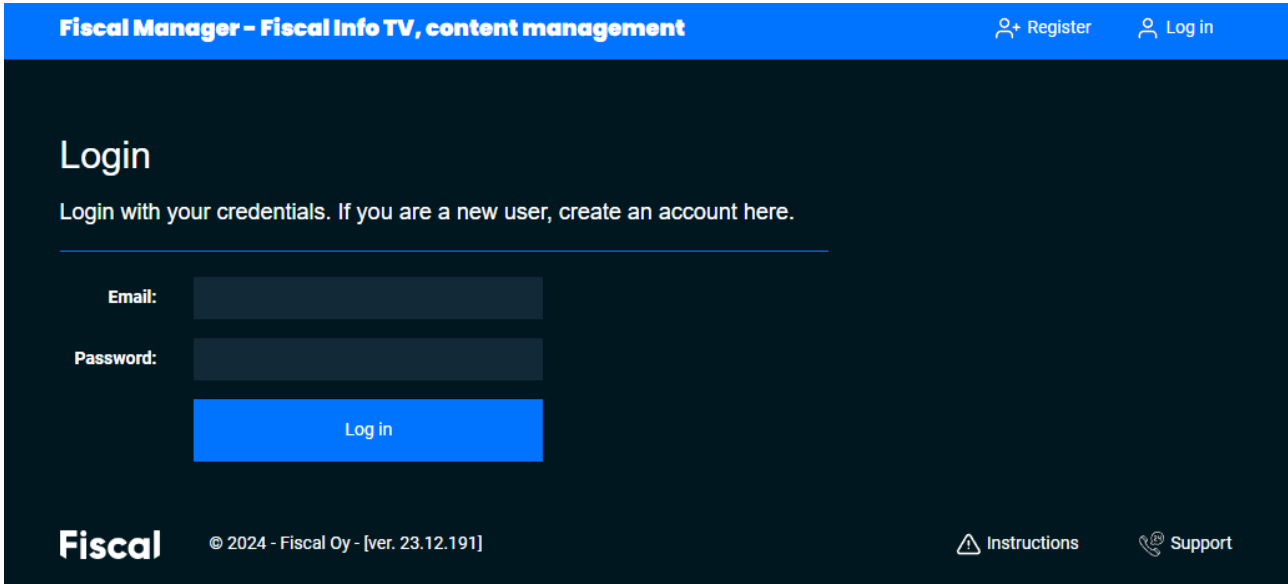 Fiscal Manager - Fiscal Info TV, content management
Register
Log in
Login
Login with your credentials. If you are a new user, create an account here.
Email:
Password:
Log in
Fiscal
© 2024 - Fiscal Oy - [ver. 23.12.191]
Instructions
24
Support